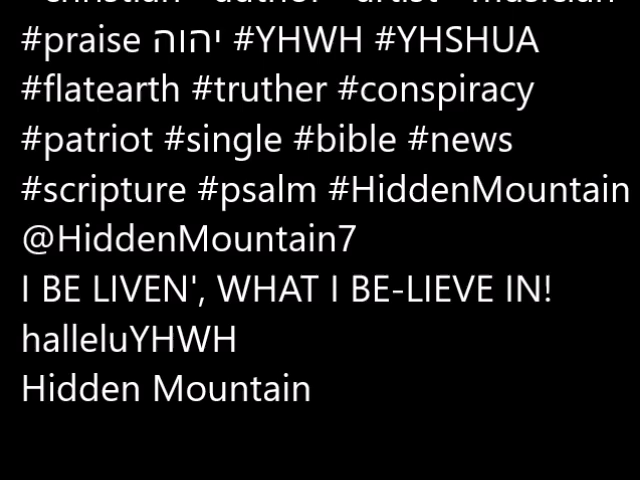 #praise יהוה #YHWH #YHSHUA
#flatearth #truther #conspiracy
#patriot #single #bible #news
#scripture #psalm #HiddenMountain
@HiddenMountain7
I BE LIVEN', WHAT I BE-LIEVE IN!
halleluYHWH
Hidden Mountain